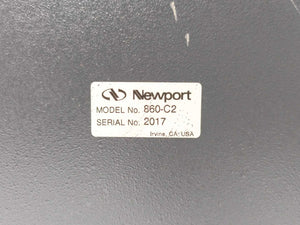 Newport
MODEL No. 860-C2
SERIAL No. 2017
Irvine, CA. USA